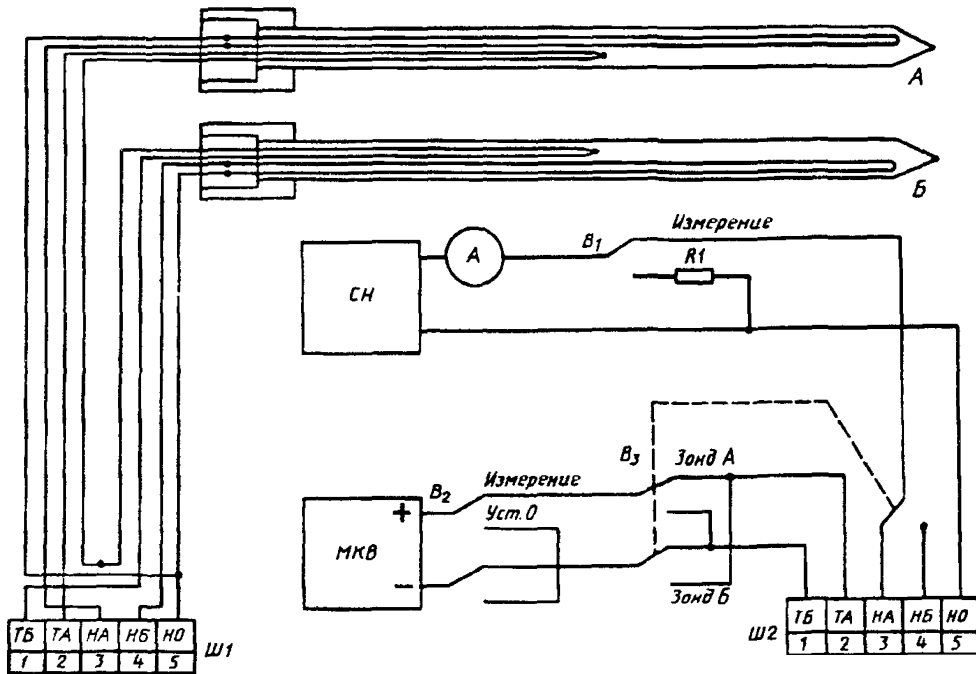 А
Б
Измерение
В1
А
R1
СН
В3
Зонд А
Измерение
В2
Уст. 0
+
МКВ
−
Зонд Б
ТБ ТА НА НБ НО
1 2 3 4 5
Ш1
Ш2
ТБ ТА НА НБ НО
1 2 3 4 5